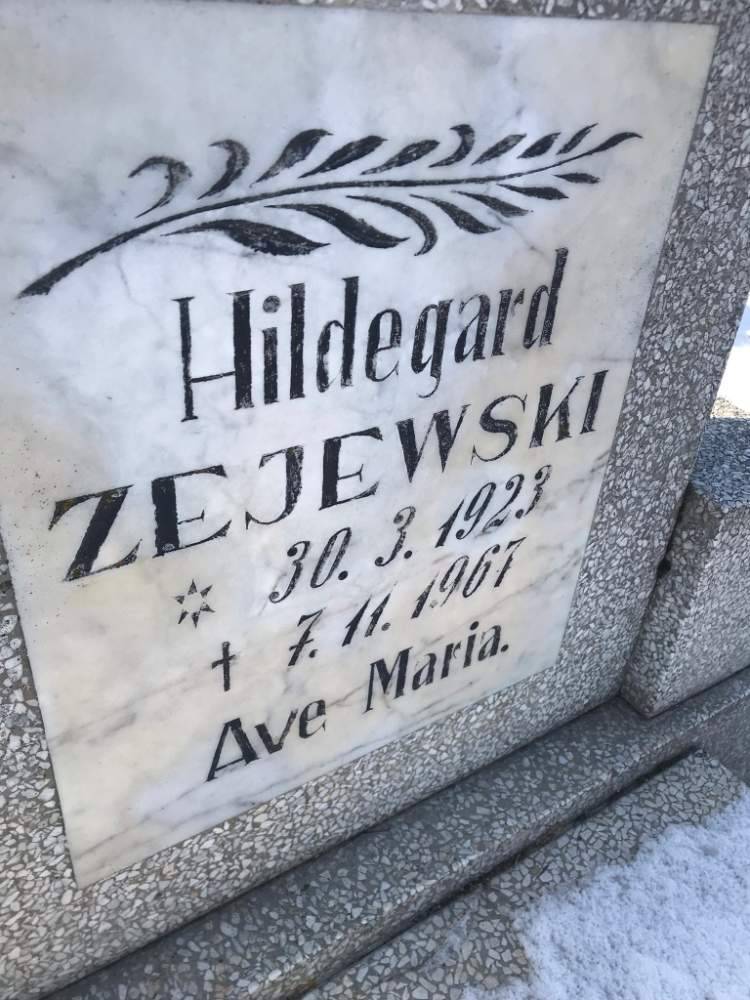 Hildegard
ZEJEWSKI
* 30. 3. 1923
† 7. 11. 1967
Ave Maria.